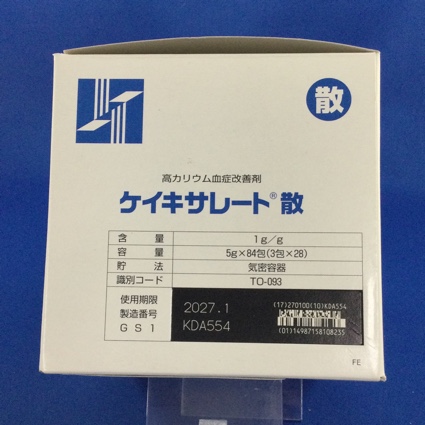 散
高カリウム血症改善剤
ケイキサレート®散
含量 1g/g
容量 5g×84包(3包×28)
貯法 気密容器
識別コード TO-093
使用期限 2027.1
製造番号 KDA554
GS1
(17)270100(10)KDA554
(01)14987158108235
FE